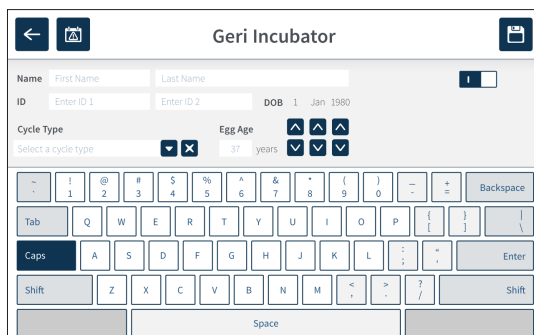 Geri Incubator
Name First Name Last Name I
ID Enter ID 1 Enter ID 2 DOB 1 Jan 1980
Cycle Type Egg Age
Select a cycle type 37 years
~ ! @ # $ % ^ & * ( ) _ + Backspace
` 1 2 3 4 5 6 7 8 9 0 - =
Tab Q W E R T Y U I O P { } |
[ ] \
Caps A S D F G H J K L : " Enter
; '
Shift Z X C V B N M < > ? Shift
, . /
Space